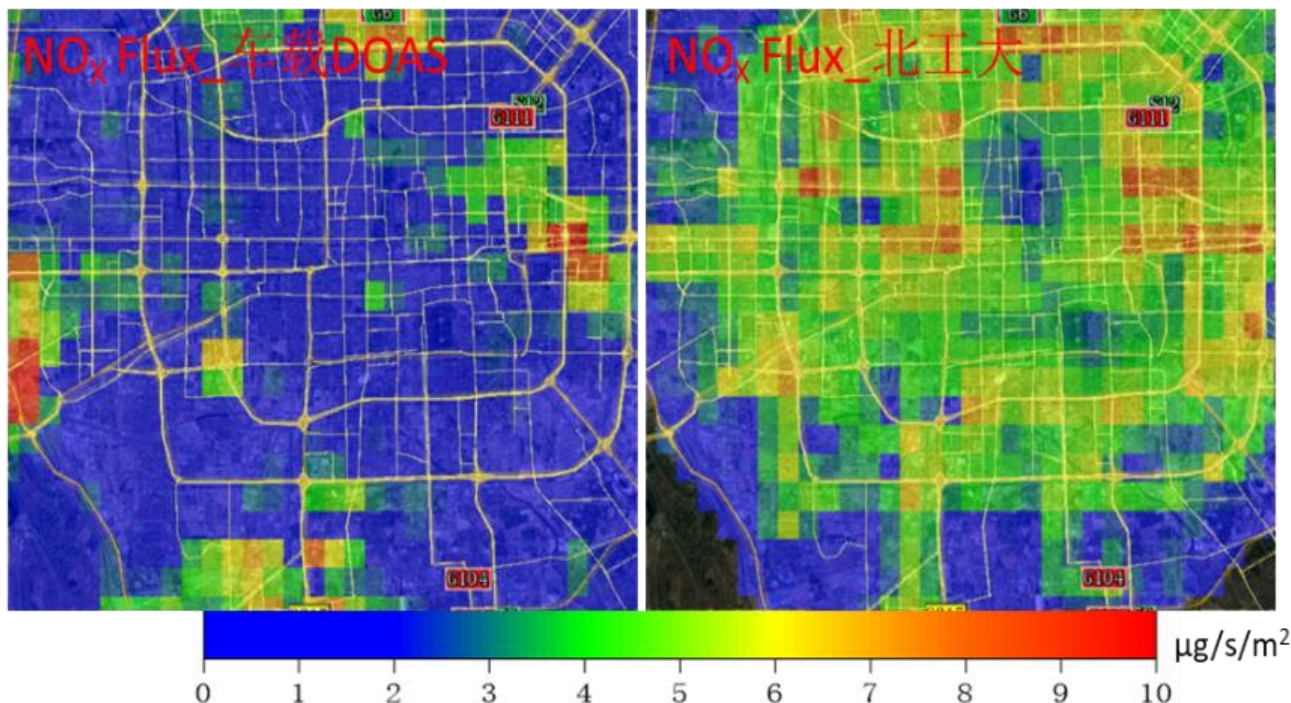 G6
G6
NOX Flux_车载DOAS
NOX Flux_北工大
S12
S12
G111
G111
G104
G104
μg/s/m²
0 1 2 3 4 5 6 7 8 9 10